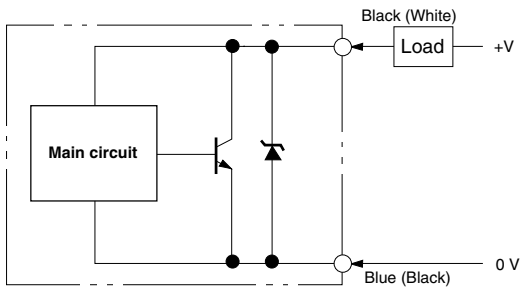 Black (White)
Load
+V
Main circuit
0 V
Blue (Black)